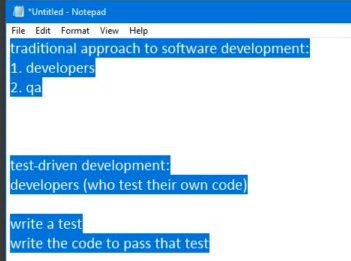 *Untitled - Notepad
File Edit Format View Help
traditional approach to software development:
1. developers
2. qa
test-driven development:
developers (who test their own code)
write a test
write the code to pass that test